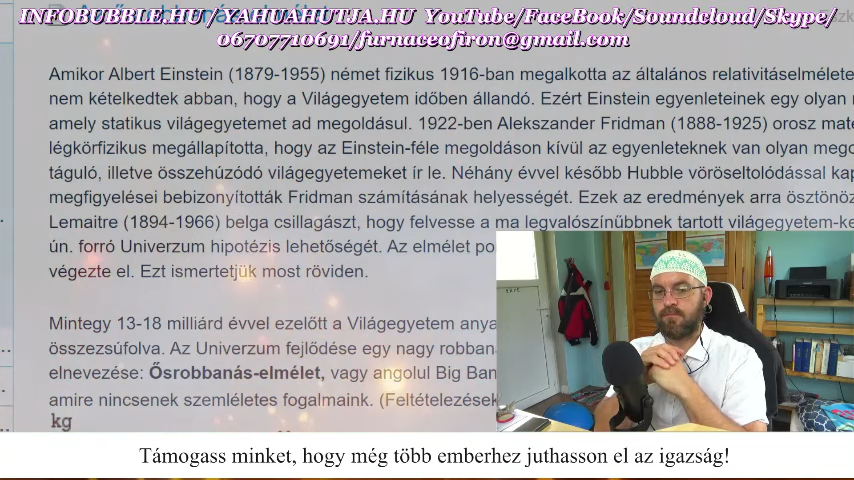 INFOBUBBLE.HU/YAHUAHUTJA.HU YouTube/FaceBook/Soundcloud/Skype/
06707710691/furnaceofiron@gmail.com
Amikor Albert Einstein (1879-1955) német fizikus 1916-ban megalkotta az általános relativitáselmélete
nem kételkedtek abban, hogy a Világegyetem időben állandó. Ezért Einstein egyenleteinek egy olyan
amely statikus világegyetemet ad megoldásul. 1922-ben Alekszander Fridman (1888-1925) orosz mate
légkörfizikus megállapította, hogy az Einstein-féle megoldáson kívül az egyenleteknek van olyan mego
táguló, illetve összehúzódó világegyetemeket ír le. Néhány évvel később Hubble vöröseltolódással kap
megfigyelései bebizonyították Fridman számításának helyességét. Ezek az eredmények arra ösztönöz
Lemaitre (1894-1966) belga csillagászt, hogy felvesse a ma legvalószínűbbnek tartott világegyetem-ke
ún. forró Univerzum hipotézis lehetőségét. Az elmélet po
végezte el. Ezt ismertetjük most röviden.
Mintegy 13-18 milliárd évvel ezelőtt a Világegyetem anya
összezsúfolva. Az Univerzum fejlődése egy nagy robban
elnevezése: Ősrobbanás-elmélet, vagy angolul Big Ban
amire nincsenek szemléletes fogalmaink. (Feltételezések
kg
Támogass minket, hogy még több emberhez juthasson el az igazság!